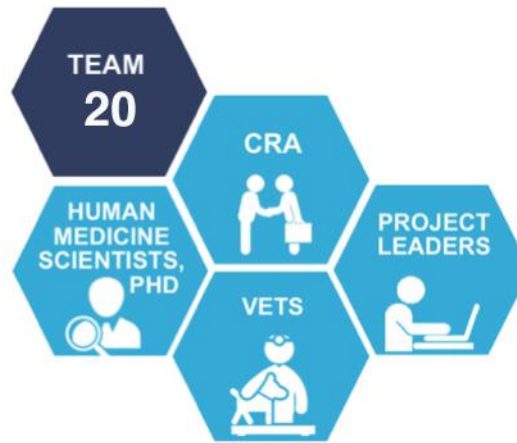 TEAM
20
CRA
HUMAN
MEDICINE
SCIENTISTS,
PHD
PROJECT
LEADERS
VETS